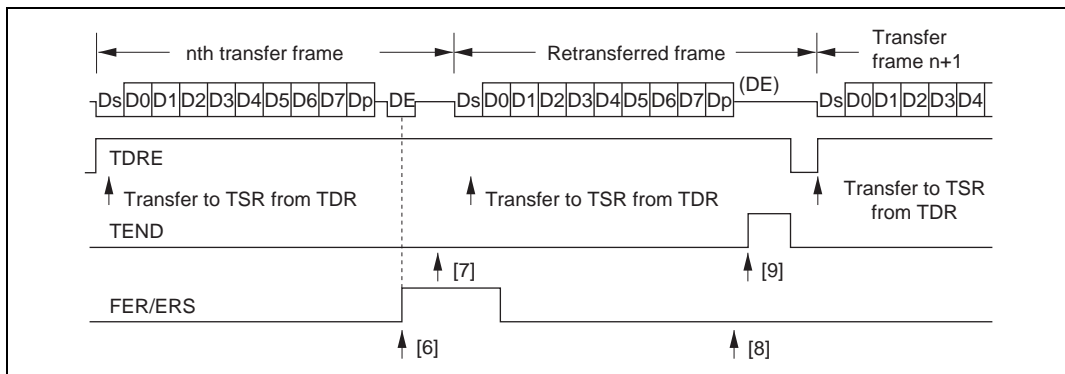 nth transfer frame
Retransferred frame
Transfer
frame n+1
Ds D0 D1 D2 D3 D4 D5 D6 D7 Dp DE
Ds D0 D1 D2 D3 D4 D5 D6 D7 Dp (DE)
Ds D0 D1 D2 D3 D4
TDRE
Transfer to TSR from TDR
Transfer to TSR from TDR
Transfer to TSR
from TDR
TEND
[7]
[9]
FER/ERS
[6]
[8]